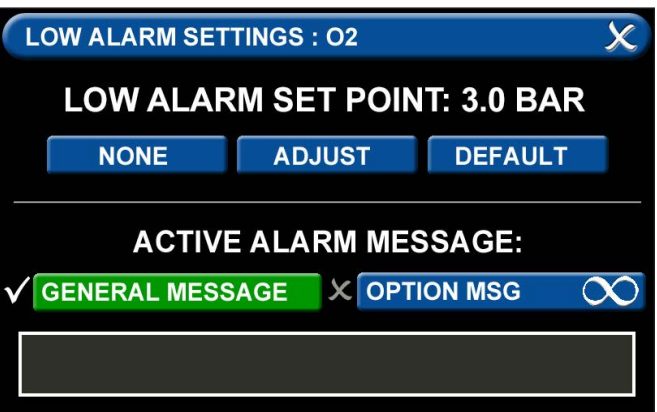 LOW ALARM SETTINGS : O2
LOW ALARM SET POINT: 3.0 BAR
NONE ADJUST DEFAULT
ACTIVE ALARM MESSAGE:
GENERAL MESSAGE OPTION MSG